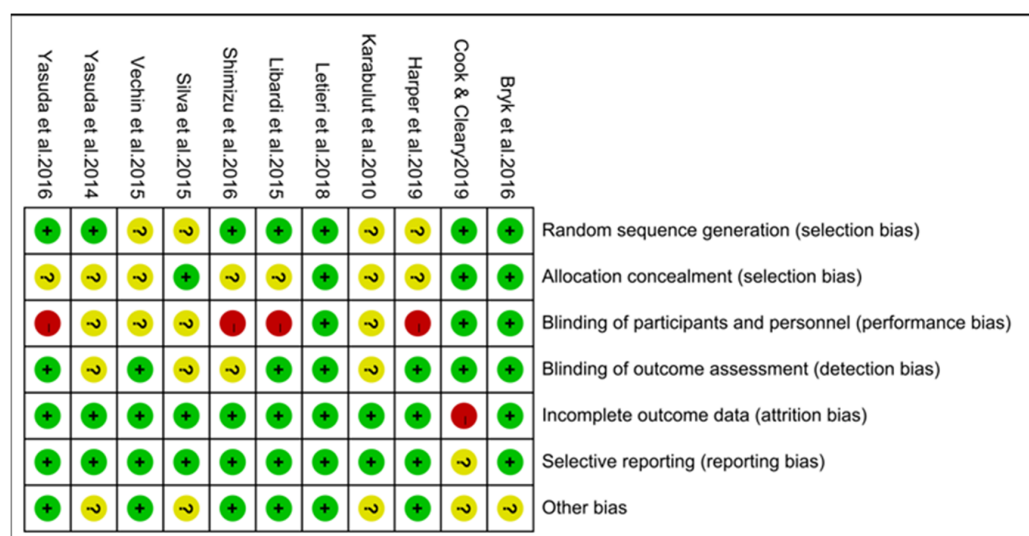 Yasuda et al.2016
Yasuda et al.2014
Vechin et al.2015
Silva et al.2015
Shimizu et al.2016
Libardi et al.2015
Letieri et al.2018
Karabulut et al.2010
Harper et al.2019
Cook & Cleary2019
Bryk et al.2016
+ + ? ? + + + ? ? + + Random sequence generation (selection bias)
? ? ? + ? ? + ? ? + + Allocation concealment (selection bias)
– ? ? ? – – + ? – + + Blinding of participants and personnel (performance bias)
+ ? + ? ? + + ? + + + Blinding of outcome assessment (detection bias)
+ + + + + + + + + – + Incomplete outcome data (attrition bias)
+ + + + + + + + + ? + Selective reporting (reporting bias)
+ ? + ? + + + ? + ? ? Other bias